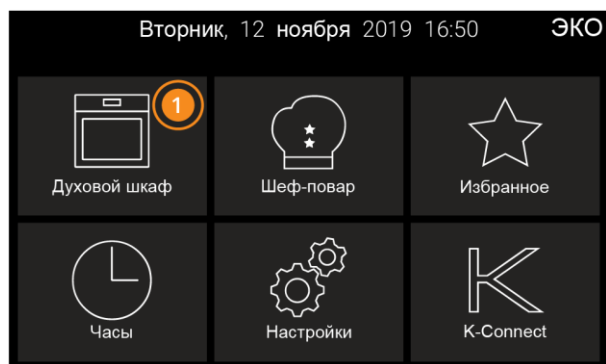 Вторник, 12 ноября 2019 16:50 ЭКО
1
Духовой шкаф Шеф-повар Избранное
Часы Настройки K-Connect